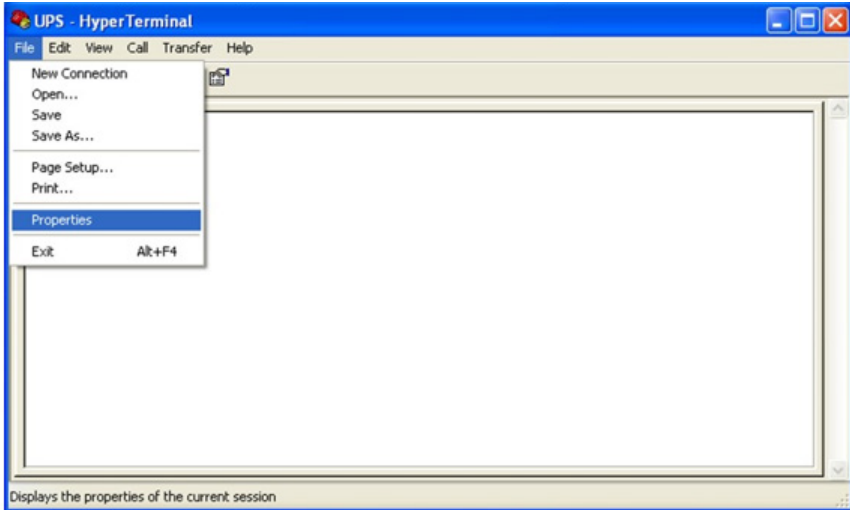 UPS - HyperTerminal
File Edit View Call Transfer Help
New Connection
Open...
Save
Save As...
Page Setup...
Print...
Properties
Exit Alt+F4
Displays the properties of the current session